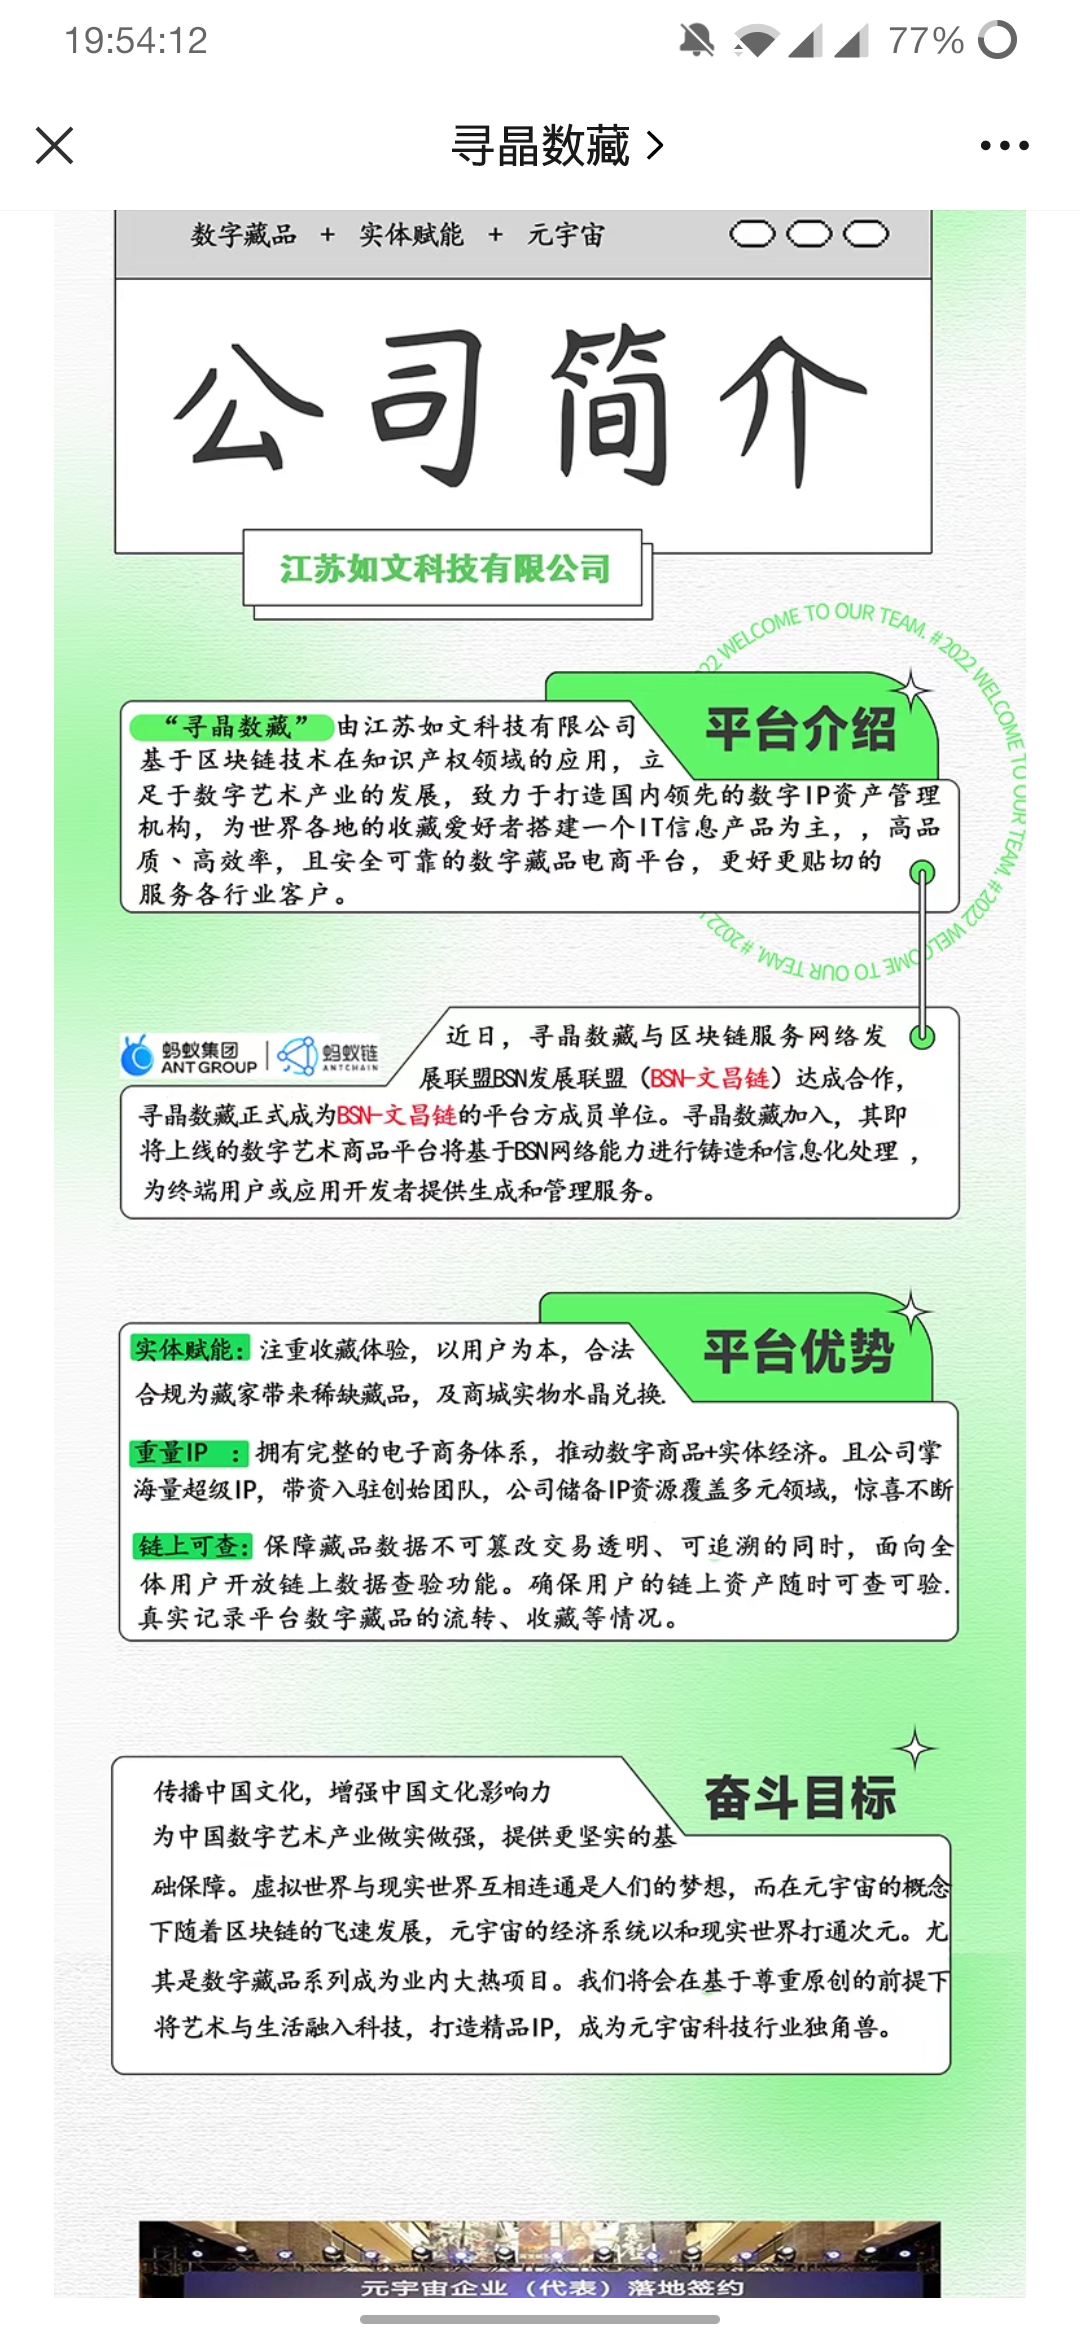 19:54:12
77%
寻晶数藏
数字藏品 + 实体赋能 + 元宇宙
公司简介
江苏如文科技有限公司
22 WELCOME TO OUR TEAM. #2022 WELCOME TO OUR TEAM. #2022 WELCOME TO OUR TEAM. #2022
平台介绍
“寻晶数藏”由江苏如文科技有限公司
基于区块链技术在知识产权领域的应用，立
足于数字艺术产业的发展，致力于打造国内领先的数字IP资产管理
机构，为世界各地的收藏爱好者搭建一个IT信息产品为主，，高品
质、高效率，且安全可靠的数字藏品电商平台，更好更贴切的
服务各行业客户。
蚂蚁集团
ANT GROUP
蚂蚁链
ANTCHAIN
近日，寻晶数藏与区块链服务网络发
展联盟BSN发展联盟（BSN-文昌链）达成合作，
寻晶数藏正式成为BSN-文昌链的平台方成员单位。寻晶数藏加入，其即
将上线的数字艺术商品平台将基于BSN网络能力进行铸造和信息化处理，
为终端用户或应用开发者提供生成和管理服务。
平台优势
实体赋能：注重收藏体验，以用户为本，合法
合规为藏家带来稀缺藏品，及商城实物水晶兑换.
重量IP ：拥有完整的电子商务体系，推动数字商品+实体经济。且公司掌
海量超级IP，带资入驻创始团队，公司储备IP资源覆盖多元领域，惊喜不断
链上可查：保障藏品数据不可篡改交易透明、可追溯的同时，面向全
体用户开放链上数据查验功能。确保用户的链上资产随时可查可验.
真实记录平台数字藏品的流转、收藏等情况。
奋斗目标
传播中国文化，增强中国文化影响力
为中国数字艺术产业做实做强，提供更坚实的基
础保障。虚拟世界与现实世界互相连通是人们的梦想，而在元宇宙的概念
下随着区块链的飞速发展，元宇宙的经济系统以和现实世界打通次元。尤
其是数字藏品系列成为业内大热项目。我们将会在基于尊重原创的前提下
将艺术与生活融入科技，打造精品IP，成为元宇宙科技行业独角兽。
元宇宙企业（代表）落地签约